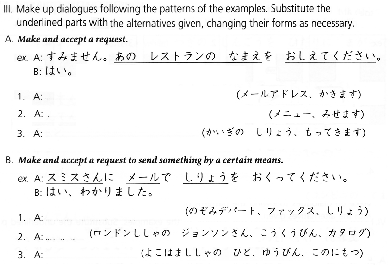 III. Make up dialogues following the patterns of the examples. Substitute the
underlined parts with the alternatives given, changing their forms as necessary.
A. Make and accept a request.
ex. A: すみません。あの レストランの なまえを おしえてください。
B: はい。
1. A: (メールアドレス、かきます)
2. A: (メニュー、みせます)
3. A: (かいぎの しりょう、もってきます)
B. Make and accept a request to send something by a certain means.
ex. A: スミスさんに メールで しりょうを おくってください。
B: はい、わかりました。
1. A: (のぞみデパート、ファックス、しりょう)
2. A: (ロンドンししゃの ジョンソンさん、こうくうびん、カタログ)
3. A: (よこはまししゃの ひと、ゆうびん、このにもつ)